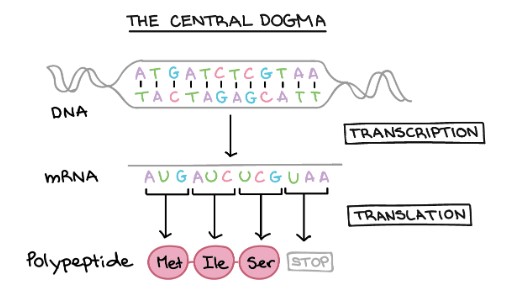 THE CENTRAL DOGMA
ATGATCTCGTAA
TACTAGAGCATT
DNA
TRANSCRIPTION
mRNA
AUGAUCUCGUAA
TRANSLATION
Polypeptide Met Ile Ser STOP